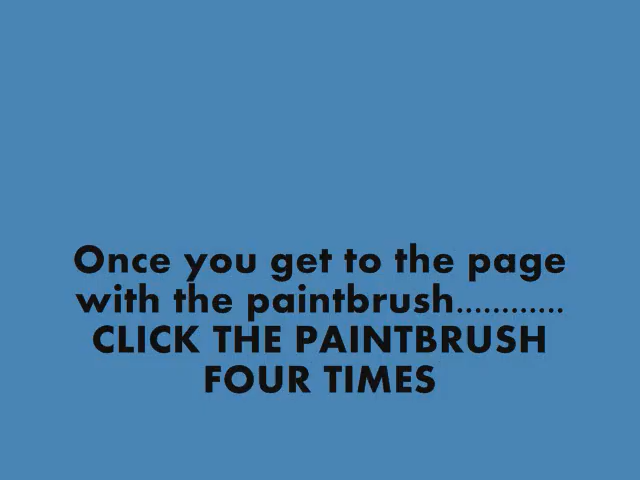 Once you get to the page
with the paintbrush............
CLICK THE PAINTBRUSH
FOUR TIMES